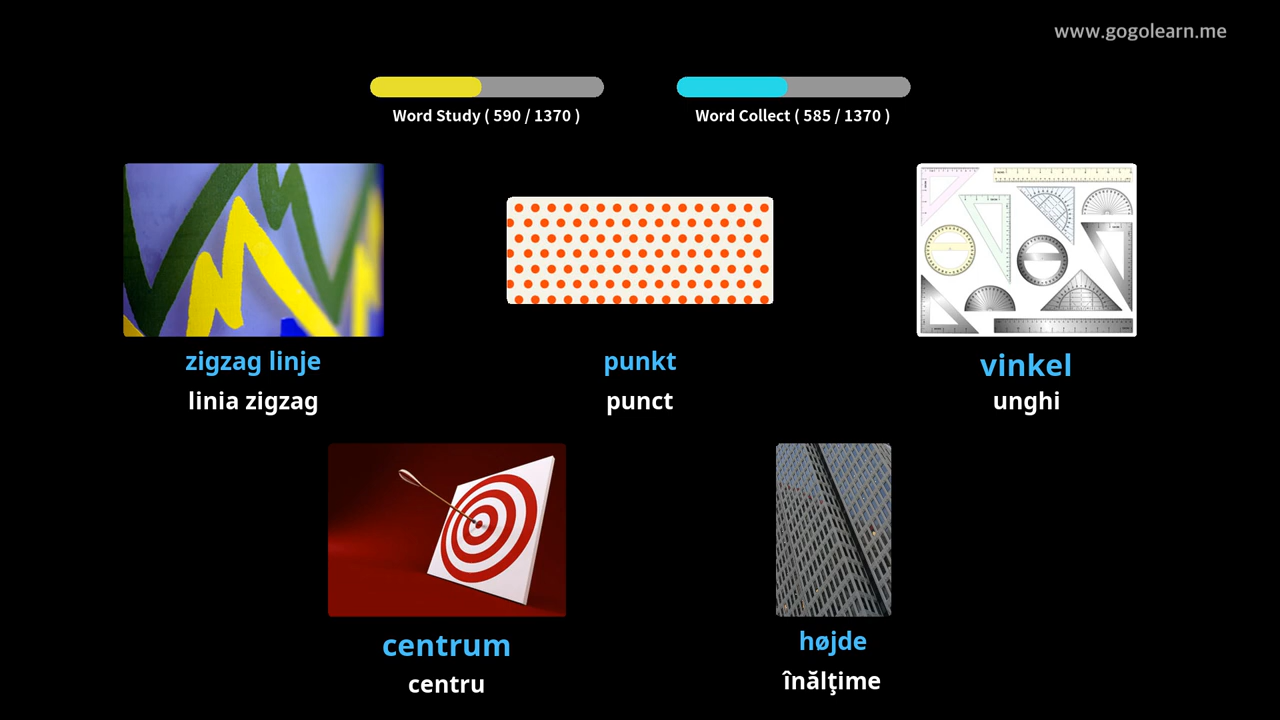 www.gogolearn.me
Word Study ( 590 / 1370 )
Word Collect ( 585 / 1370 )
zigzag linje
linia zigzag
punkt
punct
vinkel
unghi
centrum
centru
højde
înălţime